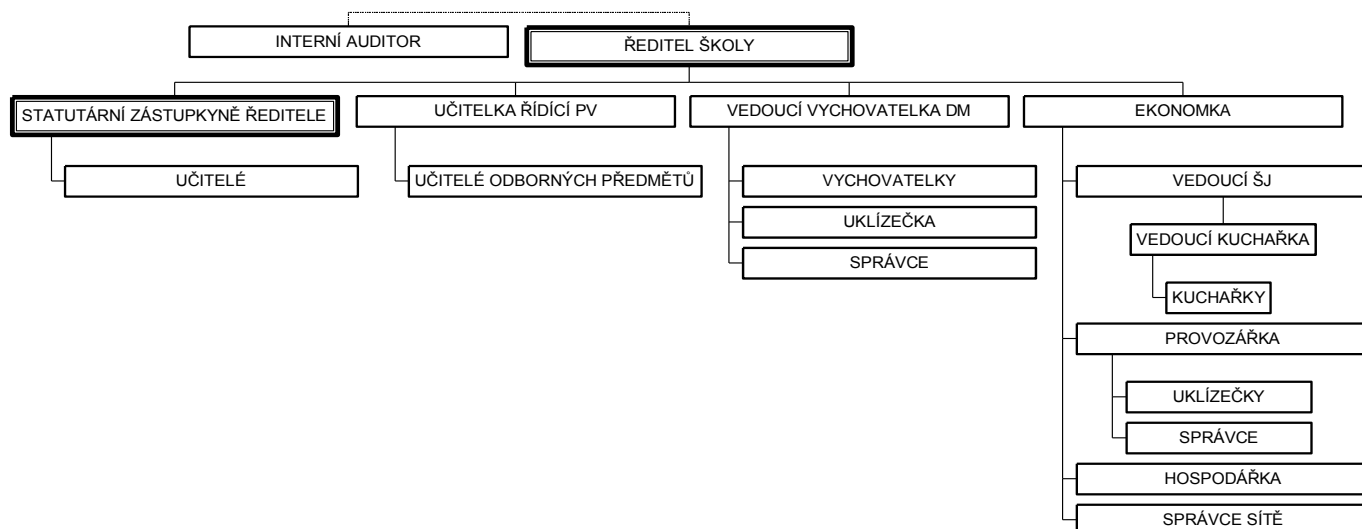 INTERNÍ AUDITOR
ŘEDITEL ŠKOLY
STATUTÁRNÍ ZÁSTUPKYNĚ ŘEDITELE
UČITELKA ŘÍDÍCÍ PV
VEDOUCÍ VYCHOVATELKA DM
EKONOMKA
UČITELÉ
UČITELÉ ODBORNÝCH PŘEDMĚTŮ
VYCHOVATELKY
VEDOUCÍ ŠJ
UKLÍZEČKA
VEDOUCÍ KUCHAŘKA
SPRÁVCE
KUCHAŘKY
PROVOZÁŘKA
UKLÍZEČKY
SPRÁVCE
HOSPODÁŘKA
SPRÁVCE SÍTĚ